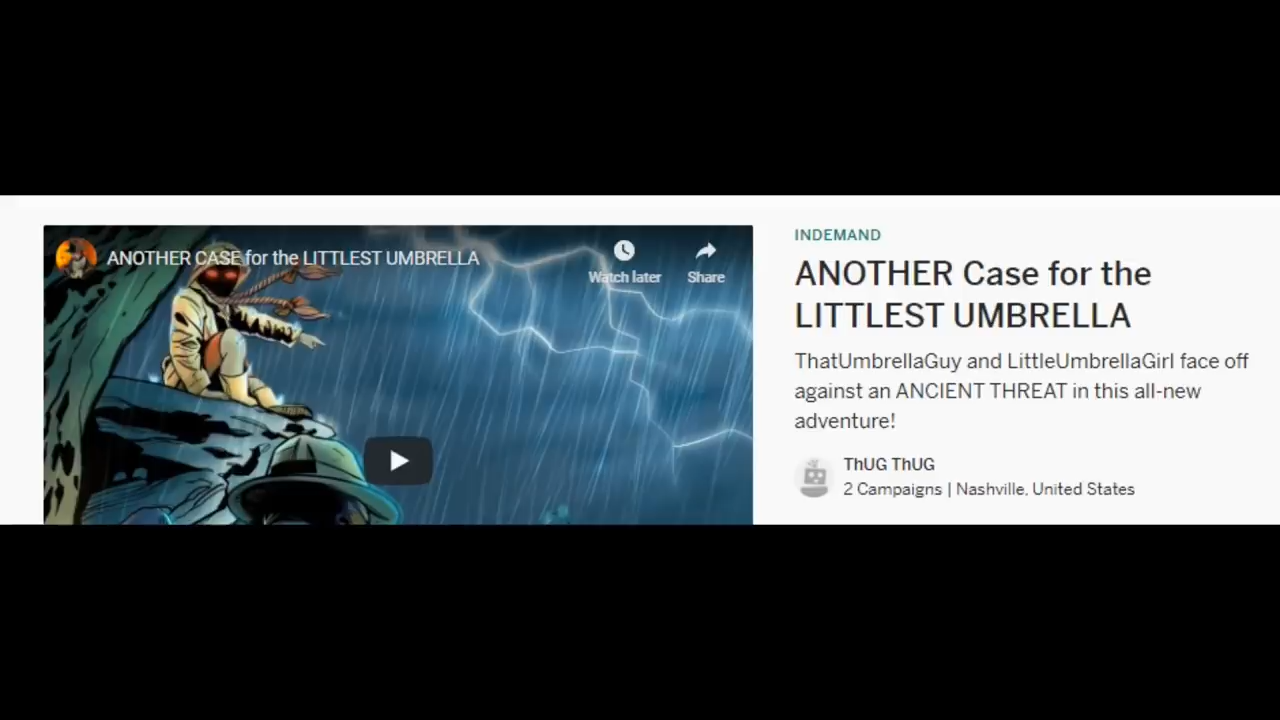 ANOTHER CASE for the LITTLEST UMBRELLA
Watch later
Share
INDEMAND
ANOTHER Case for the
LITTLEST UMBRELLA
ThatUmbrellaGuy and LittleUmbrellaGirl face off
against an ANCIENT THREAT in this all-new
adventure!
ThUG ThUG
2 Campaigns | Nashville, United States